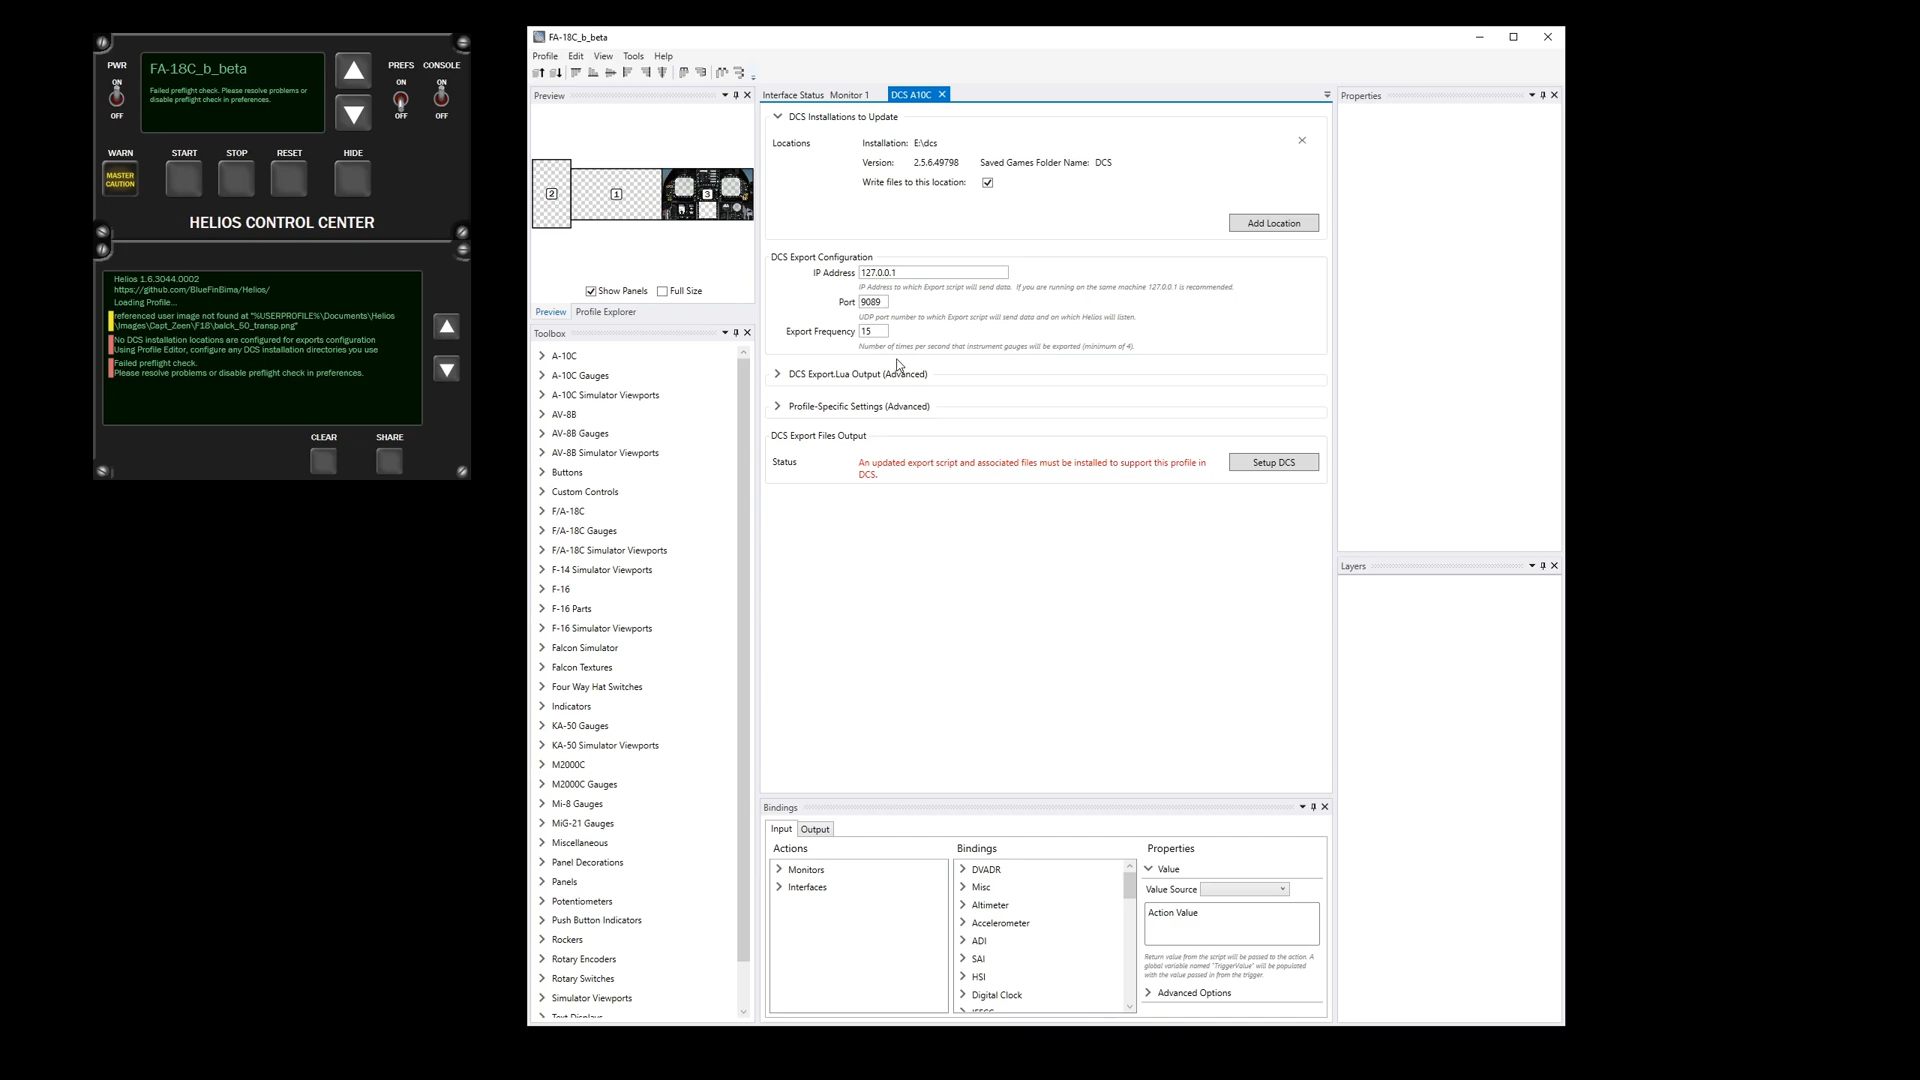 PWR
ON
OFF
FA-18C_b_beta
Failed preflight check. Please resolve problems or
disable preflight check in preferences.
PREFS
ON
OFF
CONSOLE
ON
OFF
WARN
MASTER
CAUTION
START
STOP
RESET
HIDE
HELIOS CONTROL CENTER
Helios 1.6.3044.0002
https://github.com/BlueFinBima/Helios/
Loading Profile...
referenced user image not found at "%USERPROFILE%\Documents\Helios
\Images\Capt_Zeen\F18\balck_50_transp.png"
No DCS installation locations are configured for exports configuration
Using Profile Editor, configure any DCS installation directories you use
Failed preflight check.
Please resolve problems or disable preflight check in preferences.
CLEAR
SHARE
FA-18C_b_beta
Profile Edit View Tools Help
Preview
2
1
3
Show Panels Full Size
Preview Profile Explorer
Toolbox
A-10C
A-10C Gauges
A-10C Simulator Viewports
AV-8B
AV-8B Gauges
AV-8B Simulator Viewports
Buttons
Custom Controls
F/A-18C
F/A-18C Gauges
F/A-18C Simulator Viewports
F-14 Simulator Viewports
F-16
F-16 Parts
F-16 Simulator Viewports
Falcon Simulator
Falcon Textures
Four Way Hat Switches
Indicators
KA-50 Gauges
KA-50 Simulator Viewports
M2000C
M2000C Gauges
Mi-8 Gauges
MiG-21 Gauges
Miscellaneous
Panel Decorations
Panels
Potentiometers
Push Button Indicators
Rockers
Rotary Encoders
Rotary Switches
Simulator Viewports
Text Displays
Interface Status Monitor 1 DCS A10C
DCS Installations to Update
Locations Installation: E:\dcs
Version: 2.5.6.49798 Saved Games Folder Name: DCS
Write files to this location:
Add Location
DCS Export Configuration
IP Address 127.0.0.1
IP Address to which Export script will send data. If you are running on the same machine 127.0.0.1 is recommended.
Port 9089
UDP port number to which Export script will send data and on which Helios will listen.
Export Frequency 15
Number of times per second that instrument gauges will be exported (minimum of 4).
DCS Export.Lua Output (Advanced)
Profile-Specific Settings (Advanced)
DCS Export Files Output
Status An updated export script and associated files must be installed to support this profile in
DCS.
Setup DCS
Bindings
Input Output
Actions
Monitors
Interfaces
Bindings
DVADR
Misc
Altimeter
Accelerometer
ADI
SAI
HSI
Digital Clock
Properties
Value
Value Source
Action Value
Return value from the script will be passed to the action. A
global variable named "TriggerValue" will be populated
with the value passed in from the trigger.
Advanced Options
Properties
Layers